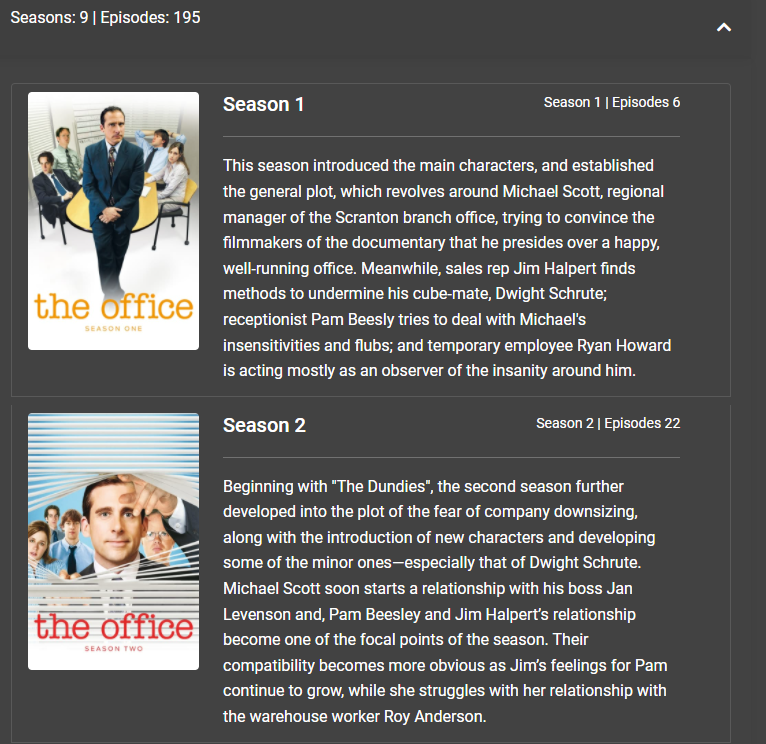 Seasons: 9 | Episodes: 195
Season 1
Season 1 | Episodes 6
This season introduced the main characters, and established
the general plot, which revolves around Michael Scott, regional
manager of the Scranton branch office, trying to convince the
filmmakers of the documentary that he presides over a happy,
well-running office. Meanwhile, sales rep Jim Halpert finds
methods to undermine his cube-mate, Dwight Schrute;
receptionist Pam Beesly tries to deal with Michael's
insensitivities and flubs; and temporary employee Ryan Howard
is acting mostly as an observer of the insanity around him.
the office
SEASON ONE
Season 2
Season 2 | Episodes 22
Beginning with "The Dundies", the second season further
developed into the plot of the fear of company downsizing,
along with the introduction of new characters and developing
some of the minor ones—especially that of Dwight Schrute.
Michael Scott soon starts a relationship with his boss Jan
Levenson and, Pam Beesley and Jim Halpert’s relationship
become one of the focal points of the season. Their
compatibility becomes more obvious as Jim’s feelings for Pam
continue to grow, while she struggles with her relationship with
the warehouse worker Roy Anderson.
the office
SEASON TWO